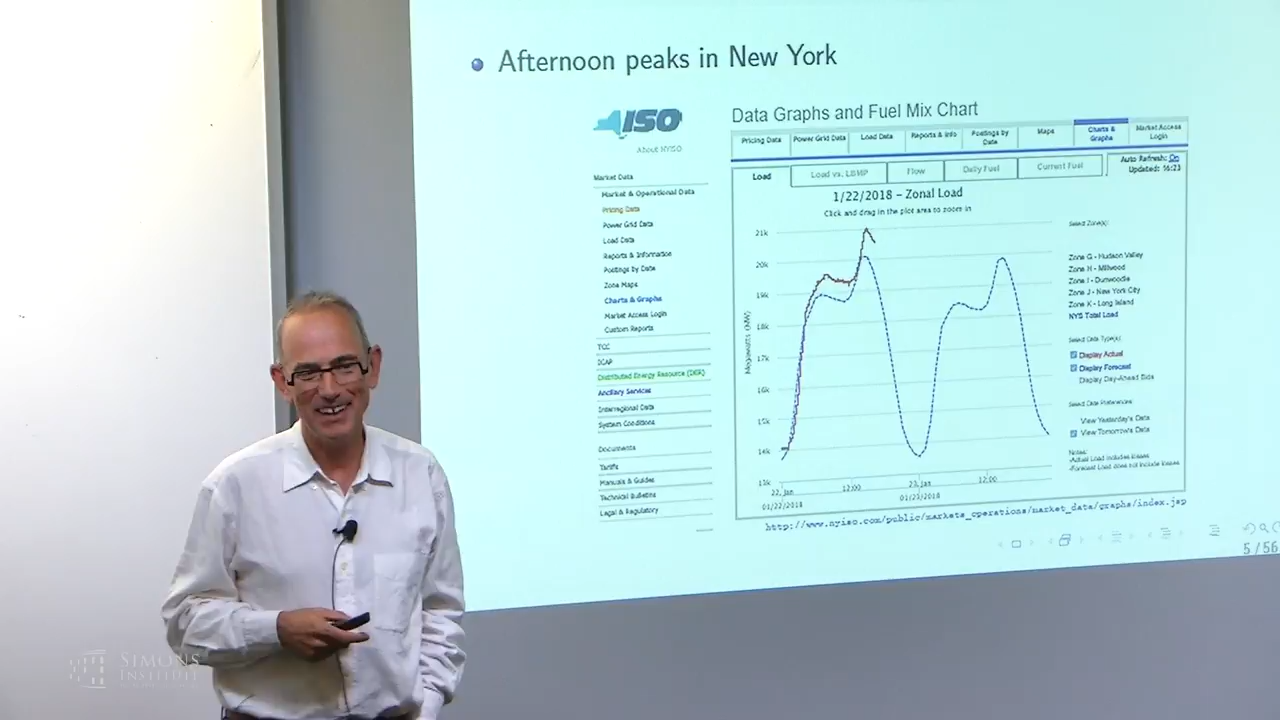 Afternoon peaks in New York
ISO
About NYISO
Data Graphs and Fuel Mix Chart
Pricing Data
Power Grid Data
Load Data
Reports & Info
Postings by Date
Maps
Charts & Graphs
Market Access Login
Load
Load vs. LBMP
Flow
Daily Fuel
Current Fuel
Auto Refresh: On
Updated: 16:23
Market Data
Market & Operational Data
Pricing Data
Power Grid Data
Load Data
Reports & Information
Postings by Date
Zone Maps
Charts & Graphs
Market Access Login
Custom Reports
TCC
ICAP
Distributed Energy Resource (DER)
Ancillary Services
Interregional Data
System Conditions
Documents
Tariffs
Manuals & Guides
Technical Bulletins
Legal & Regulatory
1/22/2018 – Zonal Load
Click and drag in the plot area to zoom in
Megawatts (MW)
21k
20k
19k
18k
17k
16k
15k
14k
13k
22. Jan
12:00
23. Jan
12:00
01/22/2018
01/23/2018
Select Zone(s):
Zone G - Hudson Valley
Zone H - Millwood
Zone I - Dunwoodie
Zone J - New York City
Zone K - Long Island
NYS Total Load
Select Data Type(s):
Display Actual
Display Forecast
Display Day-Ahead Bids
Select Date Preferences:
View Yesterday's Data
View Tomorrow's Data
Notes:
-Actual Load includes losses
-Forecast Load does not include losses
http://www.nyiso.com/public/markets_operations/market_data/graphs/index.jsp
5 / 56
SIMONS
INSTITUTE